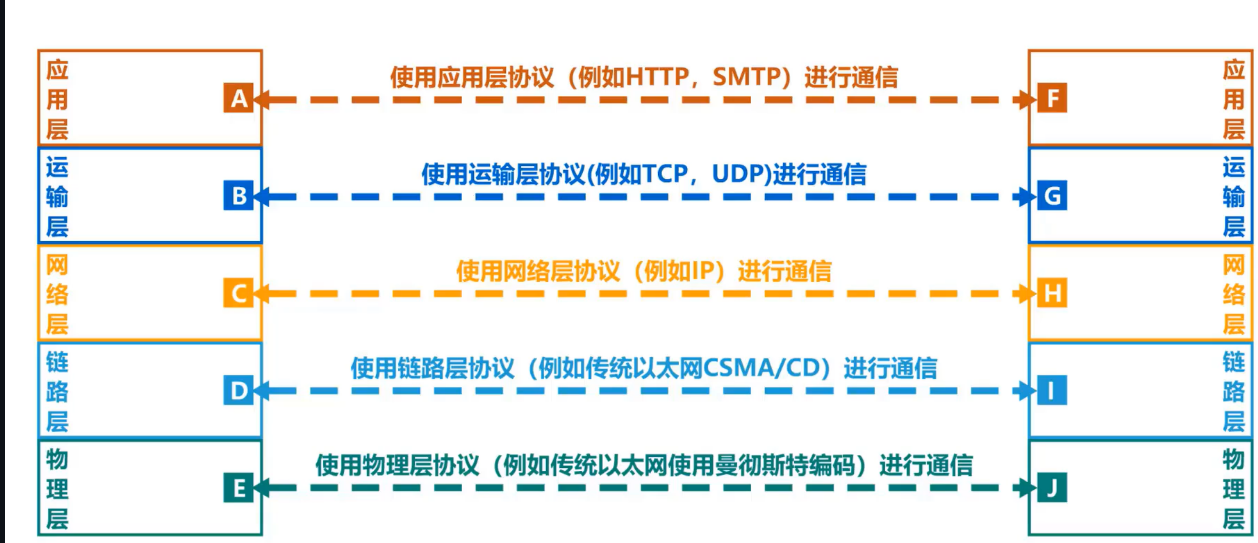 应用层
A
使用应用层协议（例如HTTP，SMTP）进行通信
F
应用层
运输层
B
使用运输层协议(例如TCP，UDP)进行通信
G
运输层
网络层
C
使用网络层协议（例如IP）进行通信
H
网络层
链路层
D
使用链路层协议（例如传统以太网CSMA/CD）进行通信
I
链路层
物理层
E
使用物理层协议（例如传统以太网使用曼彻斯特编码）进行通信
J
物理层